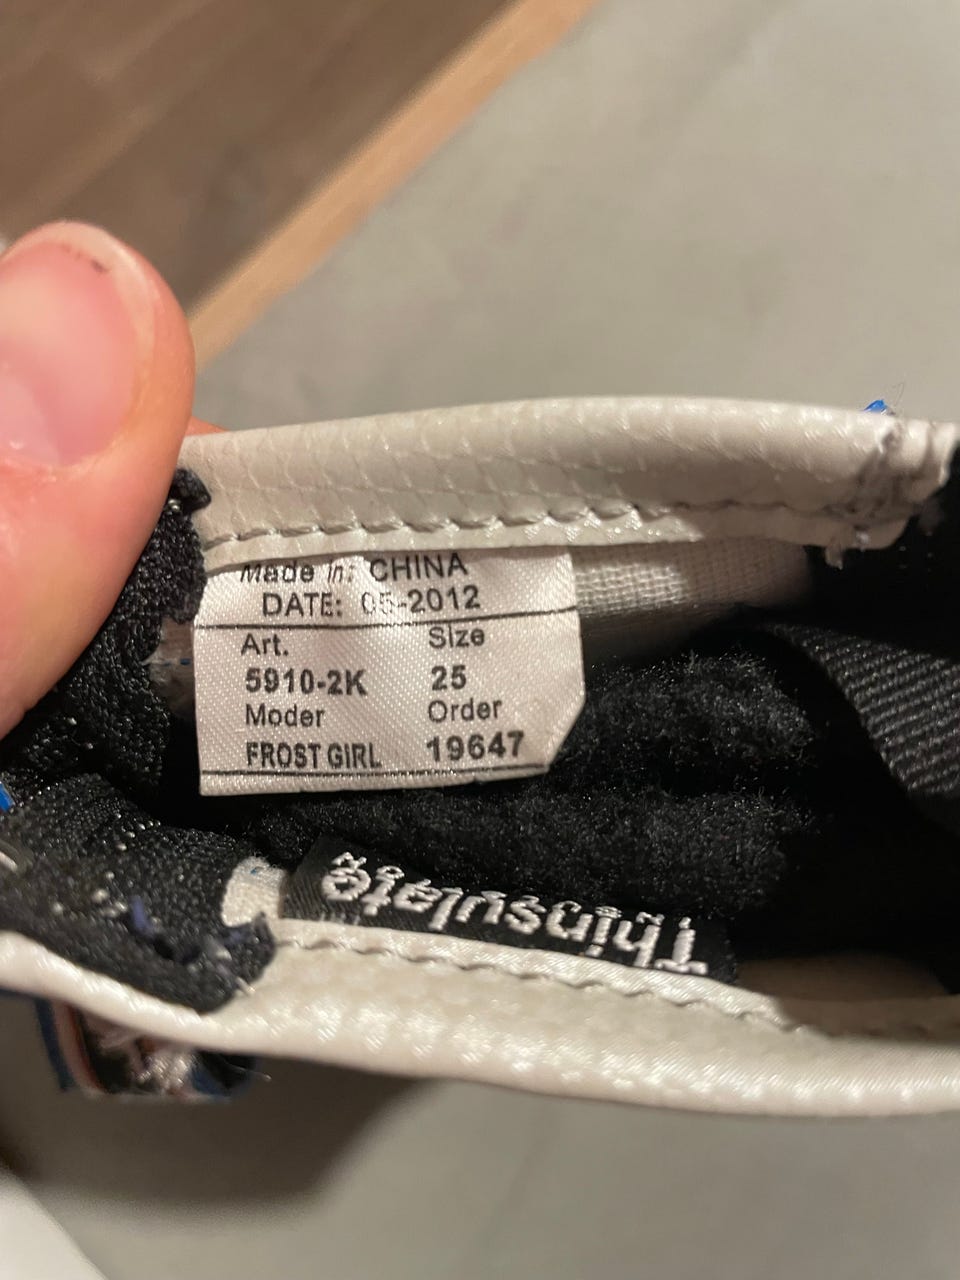 Made in: CHINA
DATE: 05-2012
Art. Size
5910-2K 25
Moder Order
FROST GIRL 19647
Thinsulate